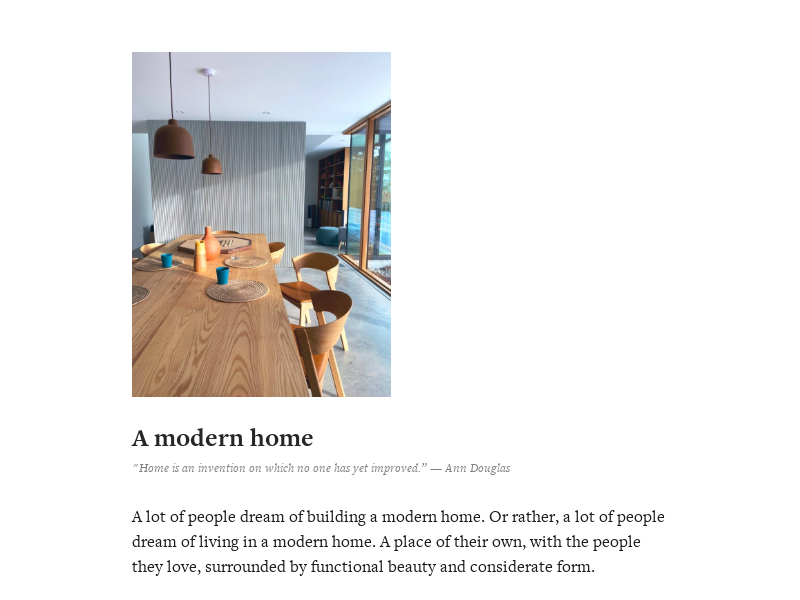 A modern home
"Home is an invention on which no one has yet improved.” — Ann Douglas
A lot of people dream of building a modern home. Or rather, a lot of people
dream of living in a modern home. A place of their own, with the people
they love, surrounded by functional beauty and considerate form.